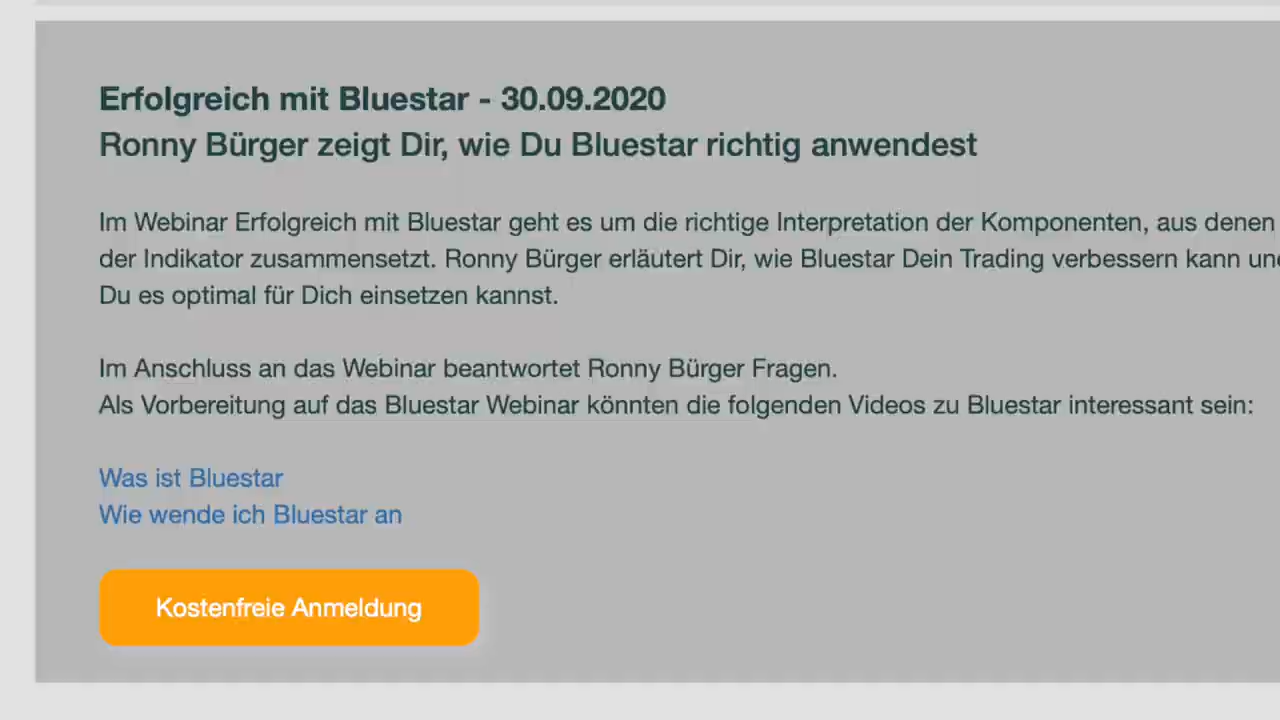 Erfolgreich mit Bluestar - 30.09.2020
Ronny Bürger zeigt Dir, wie Du Bluestar richtig anwendest
Im Webinar Erfolgreich mit Bluestar geht es um die richtige Interpretation der Komponenten, aus denen
der Indikator zusammensetzt. Ronny Bürger erläutert Dir, wie Bluestar Dein Trading verbessern kann
Du es optimal für Dich einsetzen kannst.
Im Anschluss an das Webinar beantwortet Ronny Bürger Fragen.
Als Vorbereitung auf das Bluestar Webinar könnten die folgenden Videos zu Bluestar interessant sein:
Was ist Bluestar
Wie wende ich Bluestar an
Kostenfreie Anmeldung